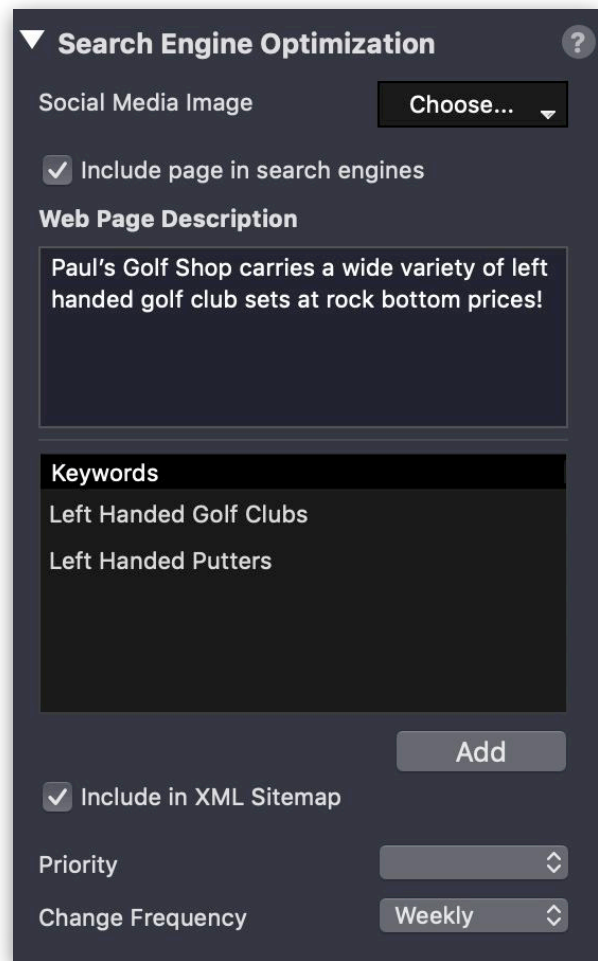 Search Engine Optimization
?
Social Media Image
Choose...
Include page in search engines
Web Page Description
Paul's Golf Shop carries a wide variety of left
handed golf club sets at rock bottom prices!
Keywords
Left Handed Golf Clubs
Left Handed Putters
Add
Include in XML Sitemap
Priority
Change Frequency
Weekly